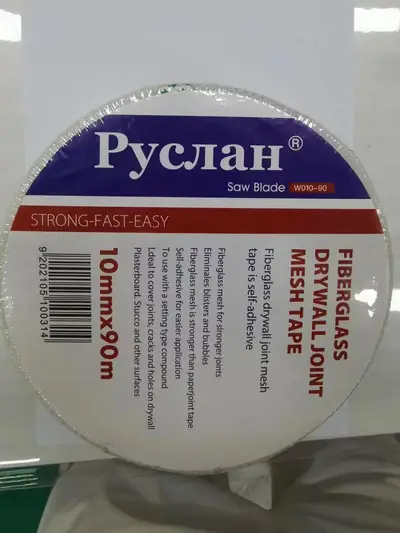 Руслан®
Saw Blade W010-90
STRONG-FAST-EASY
FIBERGLASS
DRYWALL JOINT
MESH TAPE
Fiberglass drywall joint mesh
tape is self-adhesive
Fiberglass mesh for stronger joints
Eliminates blisters and bubbles
Fiberglass mesh is stronger than paperjoint tape
Self-adhesive for easier application
To use with a setting type compound
Ldeal to cover joints, cracks and holes on drywall
Plasterboard. Stucco and other surfaces
10mmx90m
9 202105 100314